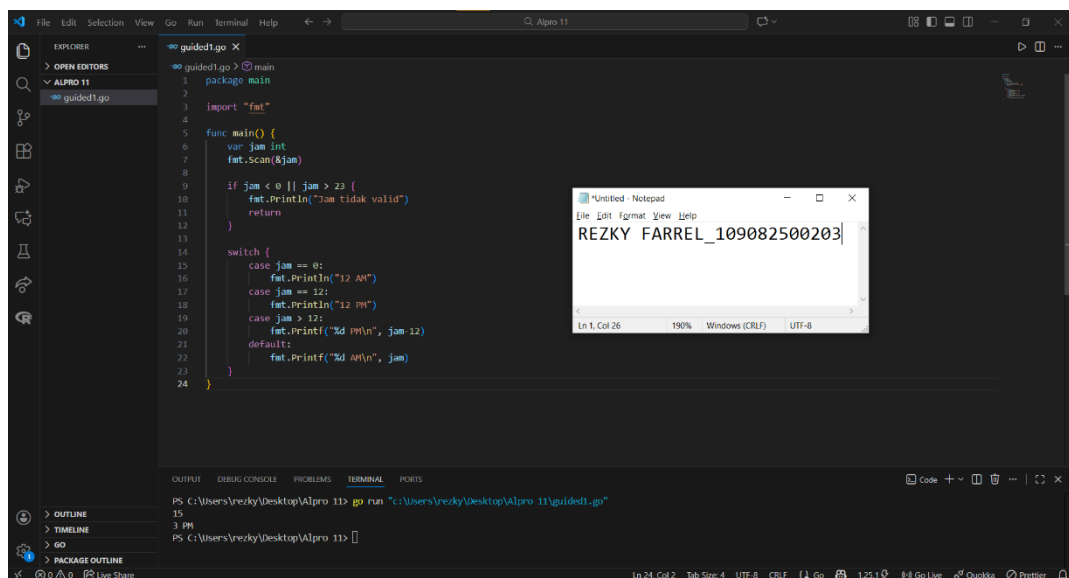 File Edit Selection View Go Run Terminal Help
Alpro 11
EXPLORER
OPEN EDITORS
ALPRO 11
guided1.go
guided1.go
guided1.go > main
1 package main
2
3 import "fmt"
4
5 func main() {
6 var jam int
7 fmt.Scan(&jam)
8
9 if jam < 0 || jam > 23 {
10 fmt.Println("Jam tidak valid")
11 return
12 }
13
14 switch {
15 case jam == 0:
16 fmt.Println("12 AM")
17 case jam == 12:
18 fmt.Println("12 PM")
19 case jam > 12:
20 fmt.Printf("%d PM\n", jam-12)
21 default:
22 fmt.Printf("%d AM\n", jam)
23 }
24 }
*Untitled - Notepad
File Edit Format View Help
REZKY FARREL_109082500203
Ln 1, Col 26 190% Windows (CRLF) UTF-8
OUTPUT DEBUG CONSOLE PROBLEMS TERMINAL PORTS
Code
PS C:\Users\rezky\Desktop\Alpro 11> go run "c:\Users\rezky\Desktop\Alpro 11\guided1.go"
15
3 PM
PS C:\Users\rezky\Desktop\Alpro 11>
OUTLINE
TIMELINE
GO
PACKAGE OUTLINE
0 0 Live Share
Ln 24, Col 2 Tab Size: 4 UTF-8 CRLF Go 1.25.1 Go Live Quokka Prettier